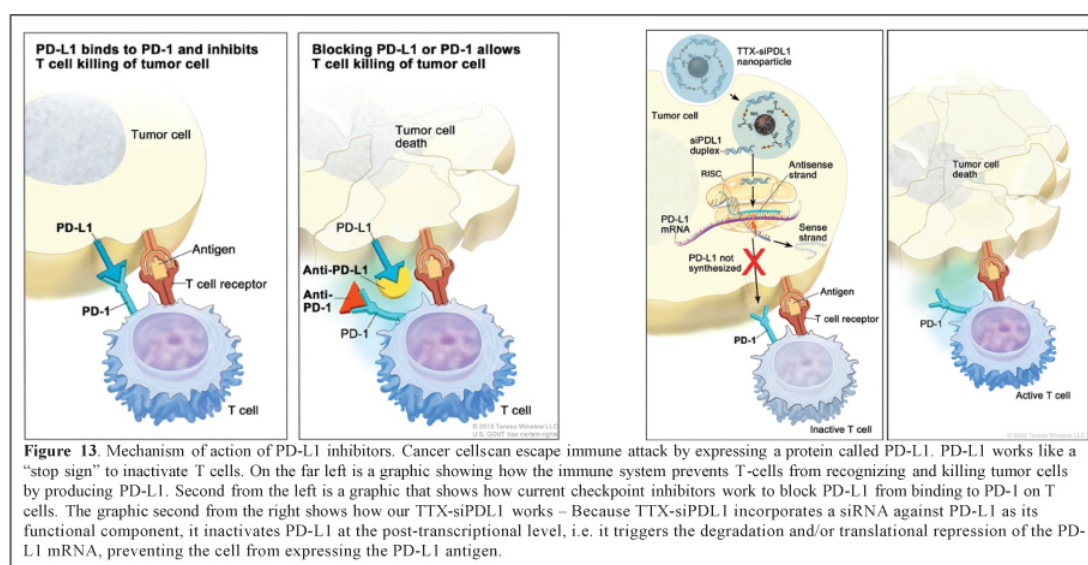 PD-L1 binds to PD-1 and inhibits
T cell killing of tumor cell
Tumor cell
PD-L1
Antigen
T cell receptor
PD-1
T cell
Blocking PD-L1 or PD-1 allows
T cell killing of tumor cell
Tumor cell
death
PD-L1
Anti-PD-L1
Anti-
PD-1
PD-1
T cell
© 2015 Terese Winslow LLC
U.S. GOVT has certain rights
TTX-siPDL1
nanoparticle
Tumor cell
siPDL1
duplex
RISC
Antisense
strand
PD-L1
mRNA
Sense
strand
PD-L1 not
synthesized
Antigen
T cell receptor
PD-1
Inactive T cell
Tumor cell
death
PD-1
Active T cell
Terese Winslow LLC
Figure 13. Mechanism of action of PD-L1 inhibitors. Cancer cellscan escape immune attack by expressing a protein called PD-L1. PD-L1 works like a
“stop sign” to inactivate T cells. On the far left is a graphic showing how the immune system prevents T-cells from recognizing and killing tumor cells
by producing PD-L1. Second from the left is a graphic that shows how current checkpoint inhibitors work to block PD-L1 from binding to PD-1 on T
cells. The graphic second from the right shows how our TTX-siPDL1 works – Because TTX-siPDL1 incorporates a siRNA against PD-L1 as its
functional component, it inactivates PD-L1 at the post-transcriptional level, i.e. it triggers the degradation and/or translational repression of the PD-
L1 mRNA, preventing the cell from expressing the PD-L1 antigen.